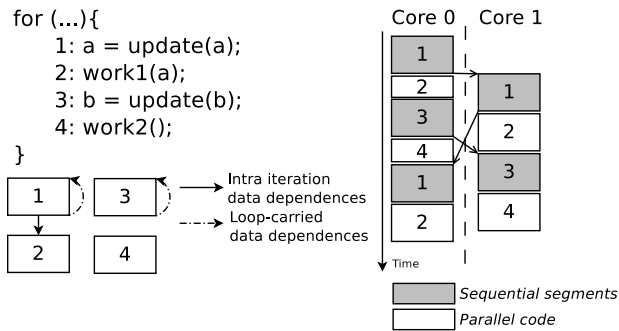 for (...){
1: a = update(a);
2: work1(a);
3: b = update(b);
4: work2();
}
1
3
2
4
Intra iteration
data dependences
Loop-carried
data dependences
Core 0
Core 1
1
2
3
4
1
2
1
2
3
4
Time
Sequential segments
Parallel code